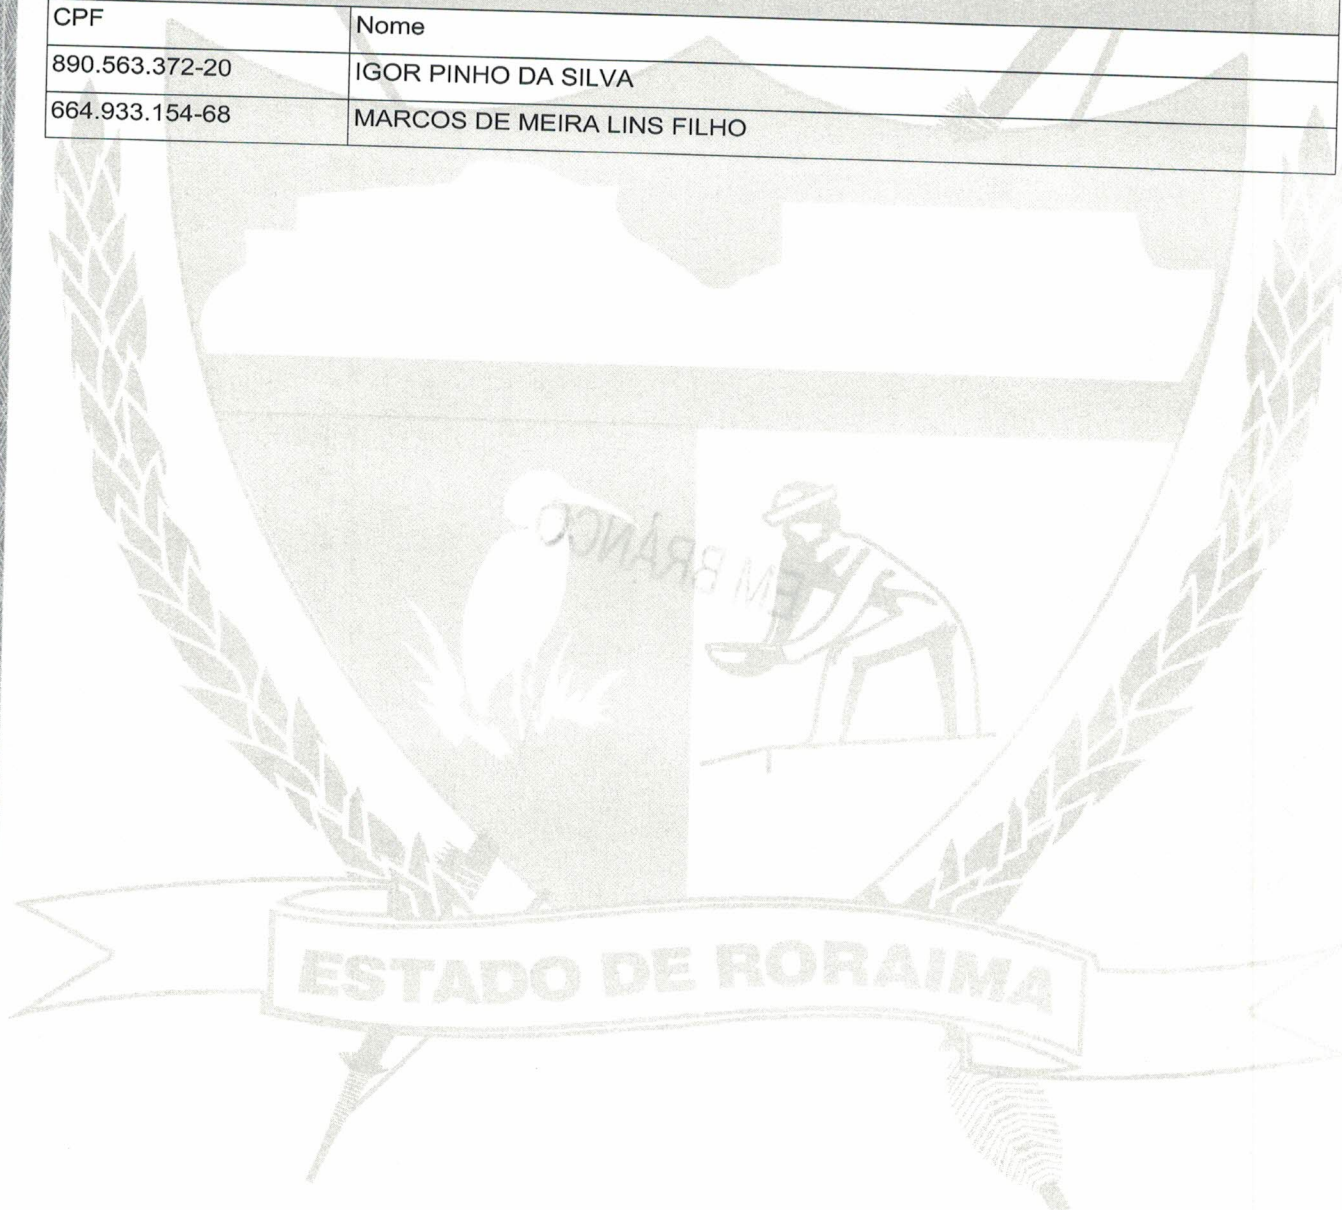 CPF Nome
890.563.372-20 IGOR PINHO DA SILVA
664.933.154-68 MARCOS DE MEIRA LINS FILHO
EM BRANCO
ESTADO DE RORAIMA